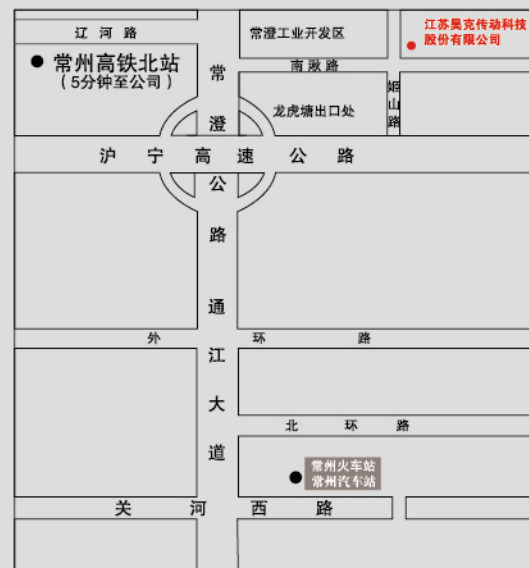 辽河路
常澄工业开发区
江苏昊克传动科技
股份有限公司
常州高铁北站
（5分钟至公司）
南湫路
姬山路
龙虎塘出口处
沪宁高速公路
常澄公路
通江大道
外环路
北环路
常州火车站
常州汽车站
关河西路